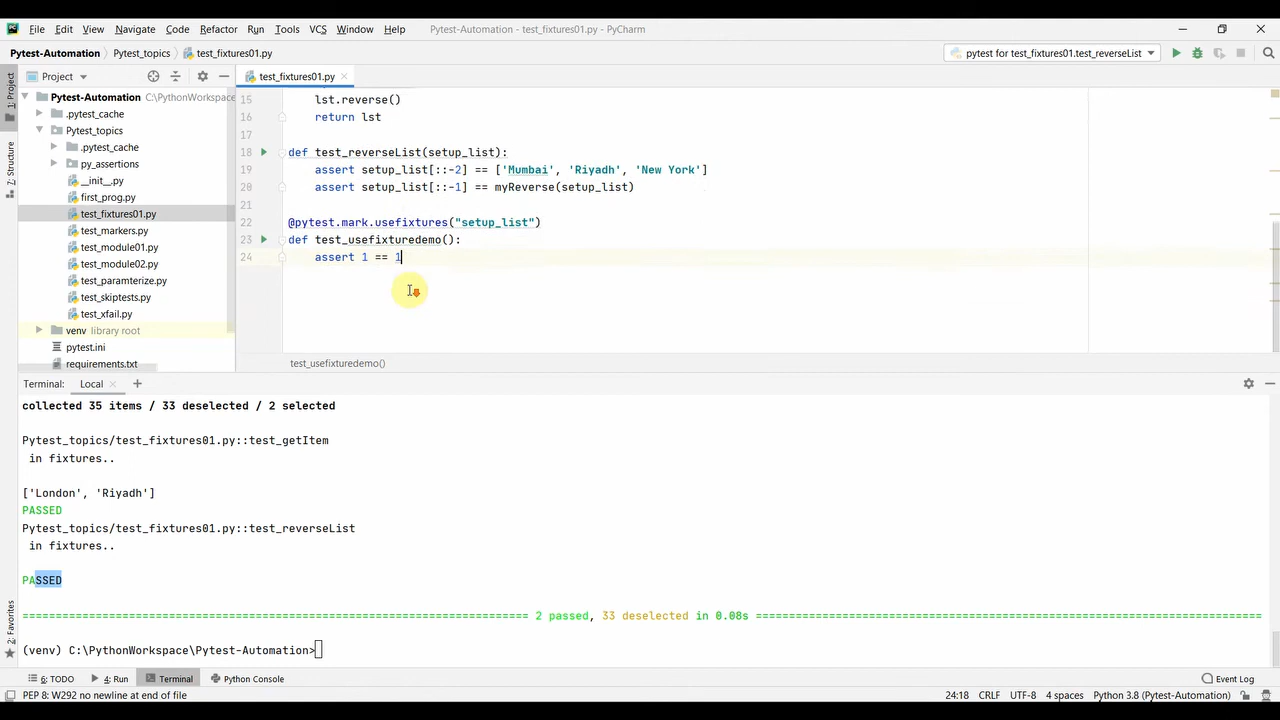 PC File Edit View Navigate Code Refactor Run Tools VCS Window Help Pytest-Automation - test_fixtures01.py - PyCharm
Pytest-Automation Pytest_topics test_fixtures01.py pytest for test_fixtures01.test_reverseList
1: Project
7: Structure
2: Favorites
Project
Pytest-Automation C:\PythonWorkspace
.pytest_cache
Pytest_topics
.pytest_cache
py_assertions
__init__.py
first_prog.py
test_fixtures01.py
test_markers.py
test_module01.py
test_module02.py
test_paramterize.py
test_skiptests.py
test_xfail.py
venv library root
pytest.ini
requirements.txt
test_fixtures01.py
15 lst.reverse()
16 return lst
17
18 def test_reverseList(setup_list):
19 assert setup_list[::-2] == ['Mumbai', 'Riyadh', 'New York']
20 assert setup_list[::-1] == myReverse(setup_list)
21
22 @pytest.mark.usefixtures("setup_list")
23 def test_usefixturedemo():
24 assert 1 == 1
test_usefixturedemo()
Terminal: Local +
collected 35 items / 33 deselected / 2 selected
Pytest_topics/test_fixtures01.py::test_getItem
in fixtures..
['London', 'Riyadh']
PASSED
Pytest_topics/test_fixtures01.py::test_reverseList
in fixtures..
PASSED
============ 2 passed, 33 deselected in 0.08s ============
(venv) C:\PythonWorkspace\Pytest-Automation>
6: TODO 4: Run Terminal Python Console Event Log
PEP 8: W292 no newline at end of file 24:18 CRLF UTF-8 4 spaces Python 3.8 (Pytest-Automation)